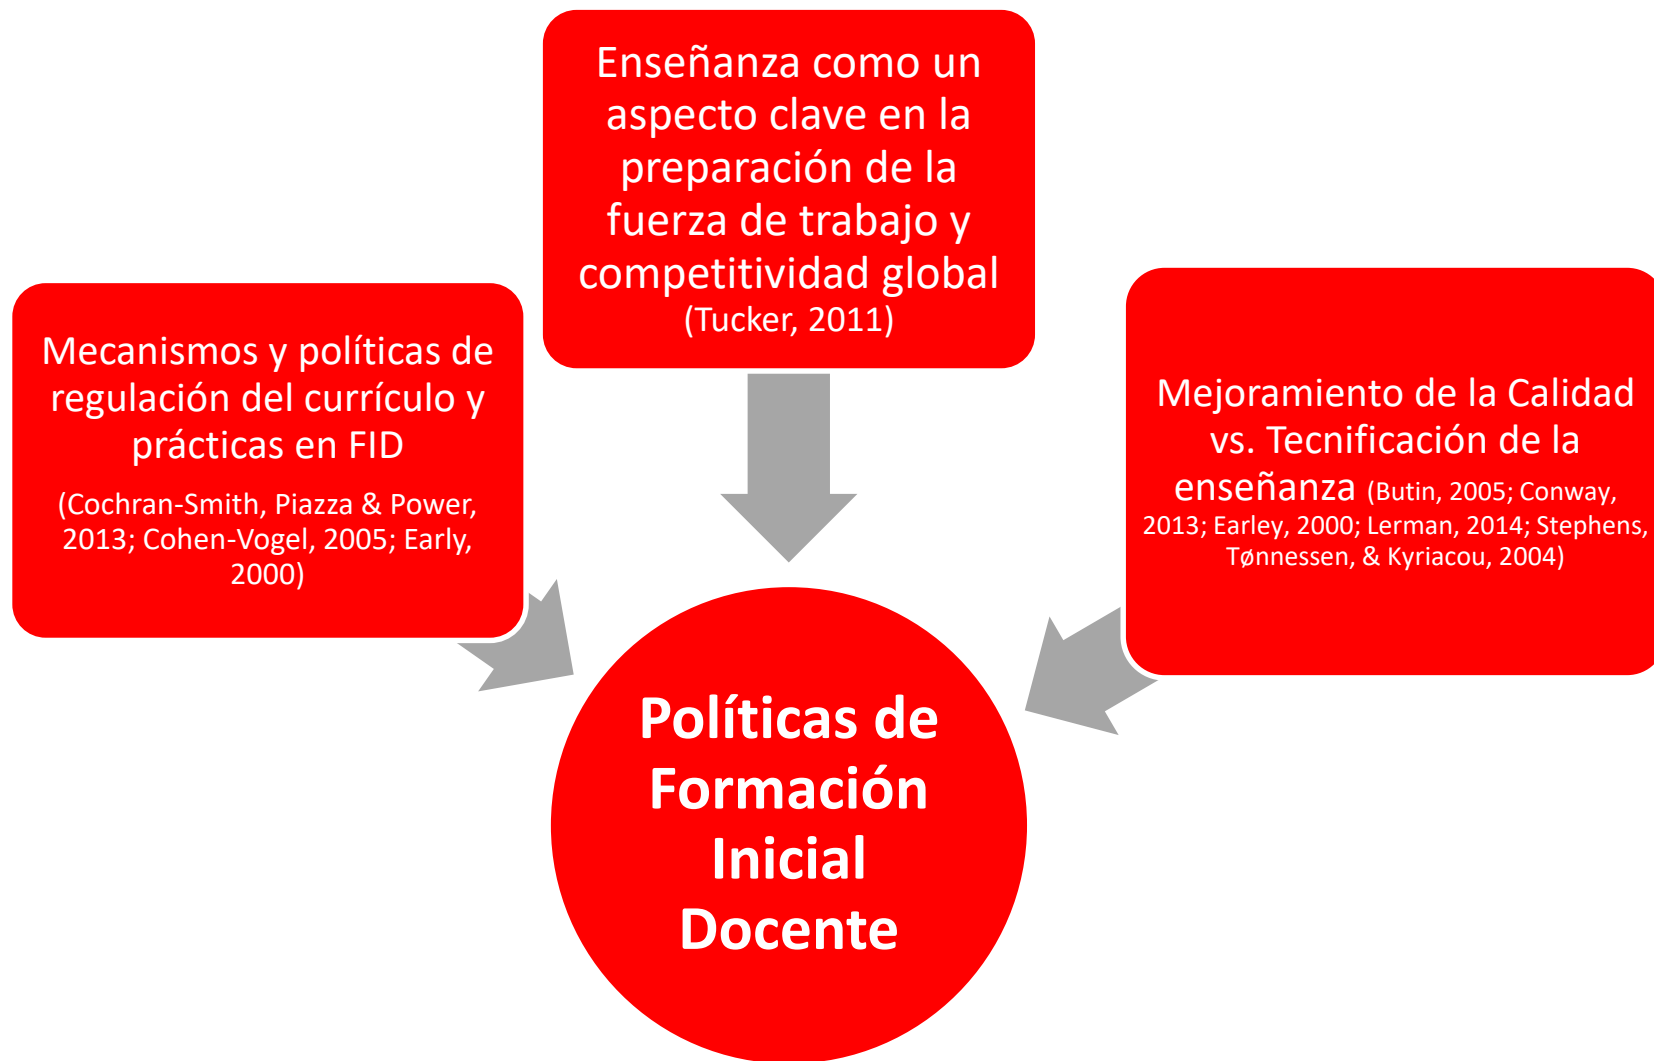 Enseñanza como un
aspecto clave en la
preparación de la
fuerza de trabajo y
competitividad global
(Tucker, 2011)
Mecanismos y políticas de
regulación del currículo y
prácticas en FID
(Cochran-Smith, Piazza & Power,
2013; Cohen-Vogel, 2005; Early,
2000)
Mejoramiento de la Calidad
vs. Tecnificación de la
enseñanza (Butin, 2005; Conway,
2013; Earley, 2000; Lerman, 2014; Stephens,
Tønnessen, & Kyriacou, 2004)
Políticas de
Formación
Inicial
Docente